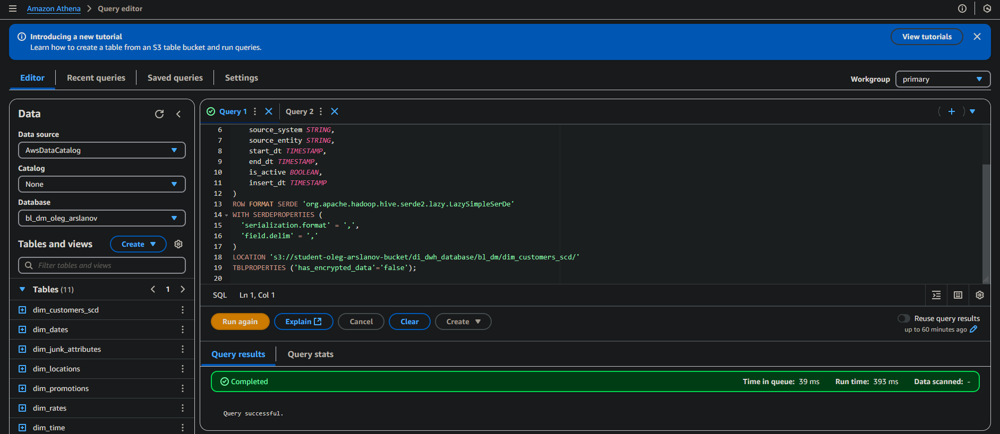 Amazon Athena > Query editor
Introducing a new tutorial
Learn how to create a table from an S3 table bucket and run queries.
View tutorials
Editor
Recent queries
Saved queries
Settings
Workgroup
primary
Data
Data source
AwsDataCatalog
Catalog
None
Database
bl_dm_oleg_arslanov
Tables and views
Create
Filter tables and views
Tables (11)
1
dim_customers_scd
dim_dates
dim_junk_attributes
dim_locations
dim_promotions
dim_rates
dim_time
Query 1
Query 2
6 source_system STRING,
7 source_entity STRING,
8 start_dt TIMESTAMP,
9 end_dt TIMESTAMP,
10 is_active BOOLEAN,
11 insert_dt TIMESTAMP
12 )
13 ROW FORMAT SERDE 'org.apache.hadoop.hive.serde2.lazy.LazySimpleSerDe'
14 WITH SERDEPROPERTIES (
15 'serialization.format' = ',',
16 'field.delim' = ','
17 )
18 LOCATION 's3://student-oleg-arslanov-bucket/di_dwh_database/bl_dm/dim_customers_scd/'
19 TBLPROPERTIES ('has_encrypted_data'='false');
20
SQL Ln 1, Col 1
Run again
Explain
Cancel
Clear
Create
Reuse query results
up to 60 minutes ago
Query results
Query stats
Completed
Time in queue: 39 ms
Run time: 393 ms
Data scanned: -
Query successful.